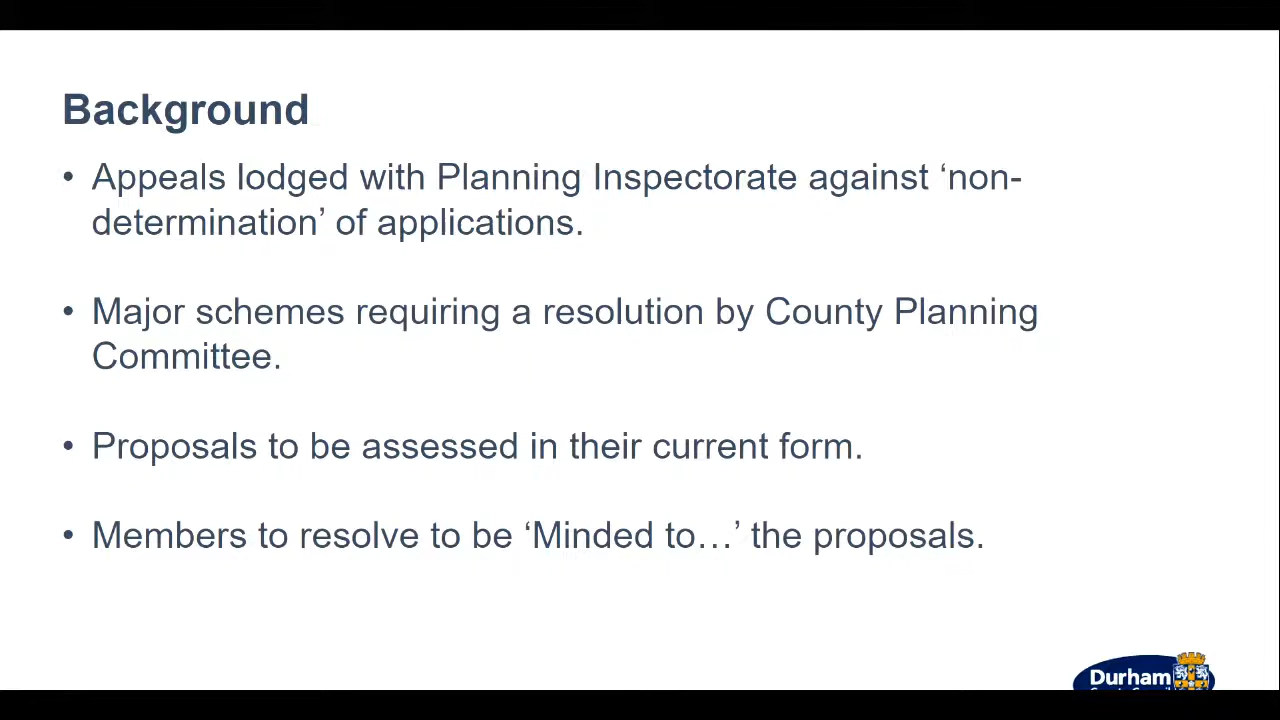 Background
• Appeals lodged with Planning Inspectorate against ‘non-
determination’ of applications.
• Major schemes requiring a resolution by County Planning
Committee.
• Proposals to be assessed in their current form.
• Members to resolve to be ‘Minded to…’ the proposals.
Durham